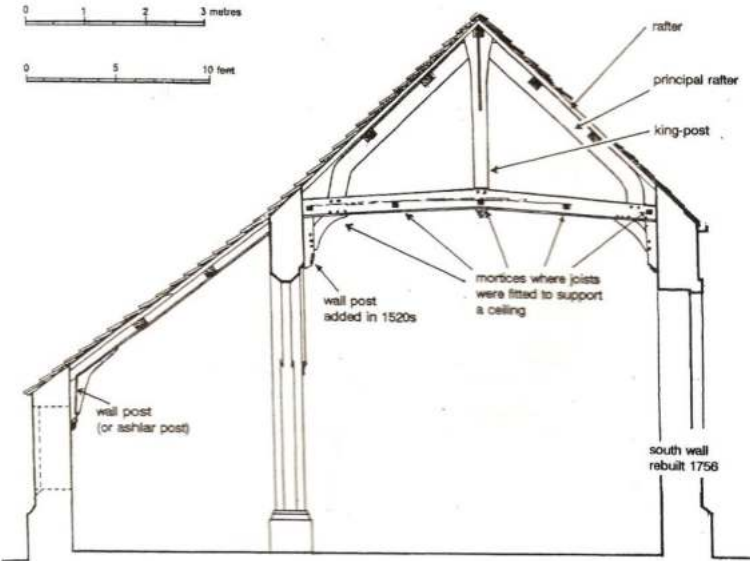 0 1 2 3 metres
0 5 10 feet
rafter
principal rafter
king-post
mortices where joists
were fitted to support
a ceiling
wall post
added in 1520s
wall post
(or ashlar post)
south wall
rebuilt 1756